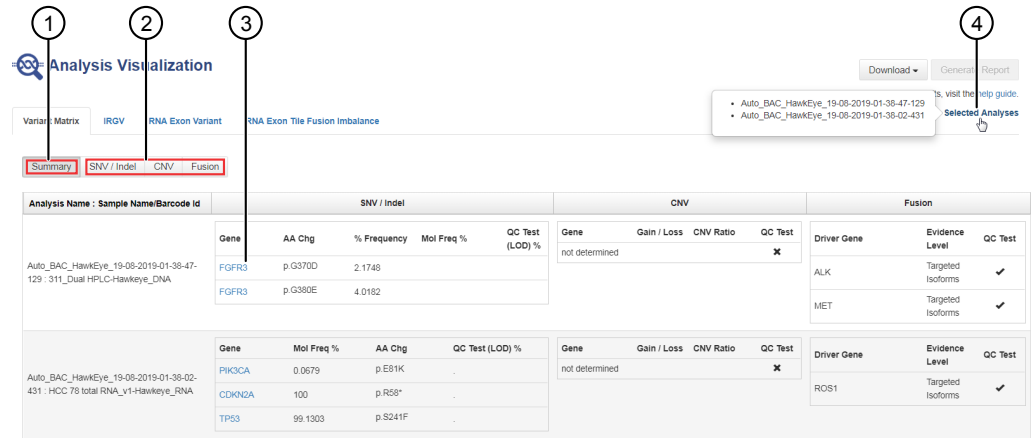 1 2 3 4
Analysis Visualization
Download Generate Report
ts, visit the help guide.
Auto_BAC_HawkEye_19-08-2019-01-38-47-129
Auto_BAC_HawkEye_19-08-2019-01-38-02-431
Selected Analyses
Variant Matrix IRGV RNA Exon Variant RNA Exon Tile Fusion Imbalance
Summary SNV / Indel CNV Fusion
Analysis Name : Sample Name/Barcode Id SNV / Indel CNV Fusion
Auto_BAC_HawkEye_19-08-2019-01-38-47-
129 : 311_Dual HPLC-Hawkeye_DNA
Gene AA Chg % Frequency Mol Freq % QC Test
(LOD) %
FGFR3 p.G370D 2.1748
FGFR3 p.G380E 4.0182
Gene Gain / Loss CNV Ratio QC Test
not determined ✖
Driver Gene Evidence
Level QC Test
ALK Targeted
Isoforms ✔
MET Targeted
Isoforms ✔
Auto_BAC_HawkEye_19-08-2019-01-38-02-
431 : HCC 78 total RNA_v1-Hawkeye_RNA
Gene Mol Freq % AA Chg QC Test (LOD) %
PIK3CA 0.0679 p.E81K .
CDKN2A 100 p.R58* .
TP53 99.1303 p.S241F .
Gene Gain / Loss CNV Ratio QC Test
not determined ✖
Driver Gene Evidence
Level QC Test
ROS1 Targeted
Isoforms ✔